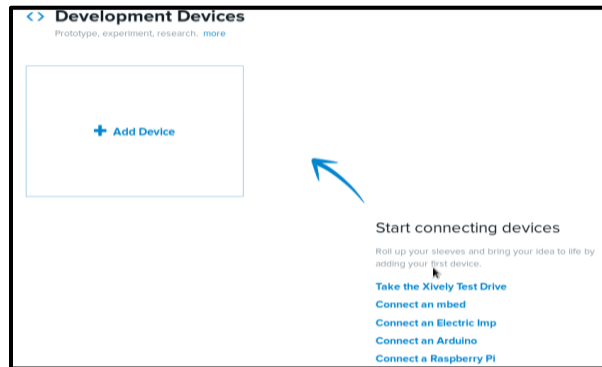 <> Development Devices
Prototype, experiment, research. more
+ Add Device
Start connecting devices
Roll up your sleeves and bring your idea to life by
adding your first device.
Take the Xively Test Drive
Connect an mbed
Connect an Electric Imp
Connect an Arduino
Connect a Raspberry Pi